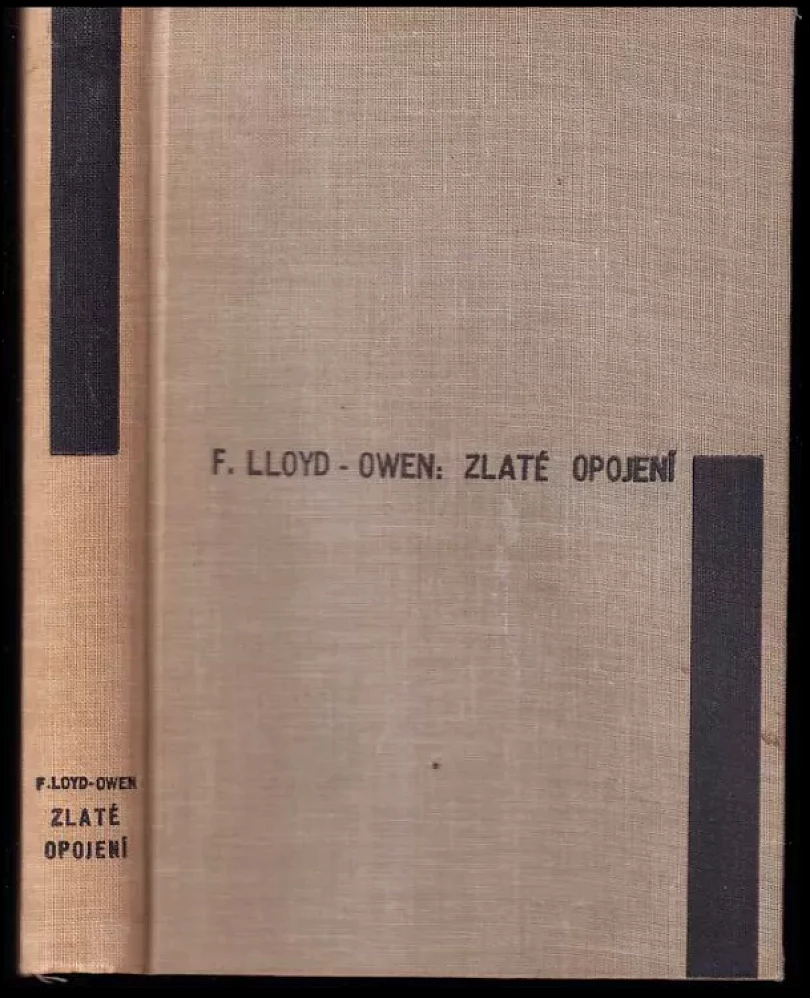 F. LLOYD - OWEN: ZLATÉ OPOJENÍ
F. LOYD-OWEN
ZLATÉ
OPOJENÍ